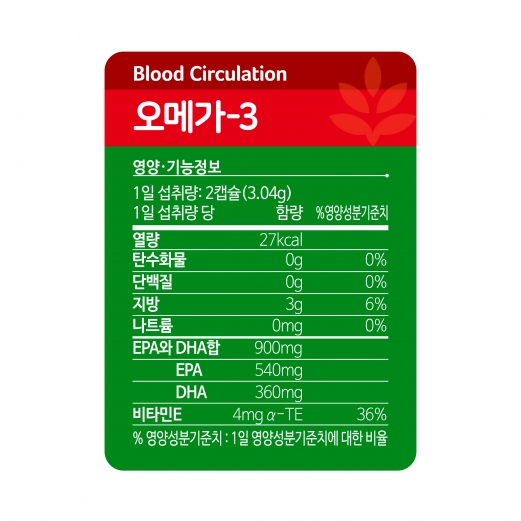 Blood Circulation
오메가-3
영양·기능정보
1일 섭취량: 2캡슐(3.04g)
1일 섭취량 당 함량 %영양성분기준치
열량 27kcal
탄수화물 0g 0%
단백질 0g 0%
지방 3g 6%
나트륨 0mg 0%
EPA와 DHA합 900mg
EPA 540mg
DHA 360mg
비타민E 4mg α-TE 36%
% 영양성분기준치 : 1일 영양성분기준치에 대한 비율